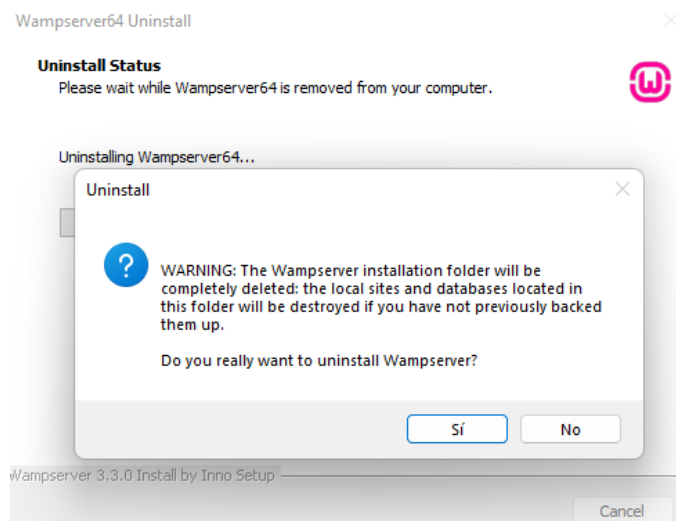 Wampserver64 Uninstall
Uninstall Status
Please wait while Wampserver64 is removed from your computer.
Uninstalling Wampserver64...
Uninstall
WARNING: The Wampserver installation folder will be
completely deleted: the local sites and databases located in
this folder will be destroyed if you have not previously backed
them up.
Do you really want to uninstall Wampserver?
Sí
No
Wampserver 3.3.0 Install by Inno Setup
Cancel